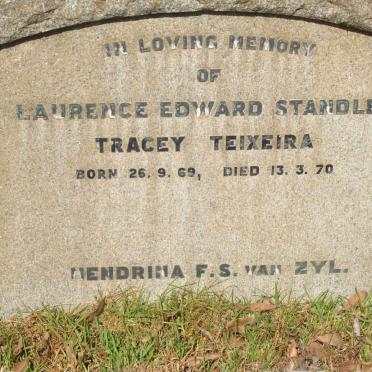 IN LOVING MEMORY
OF
LAURENCE EDWARD STANDLE
TRACEY TEIXEIRA
BORN 26. 9. 69, DIED 13. 3. 70
HENDRINA F. S. VAN ZYL.